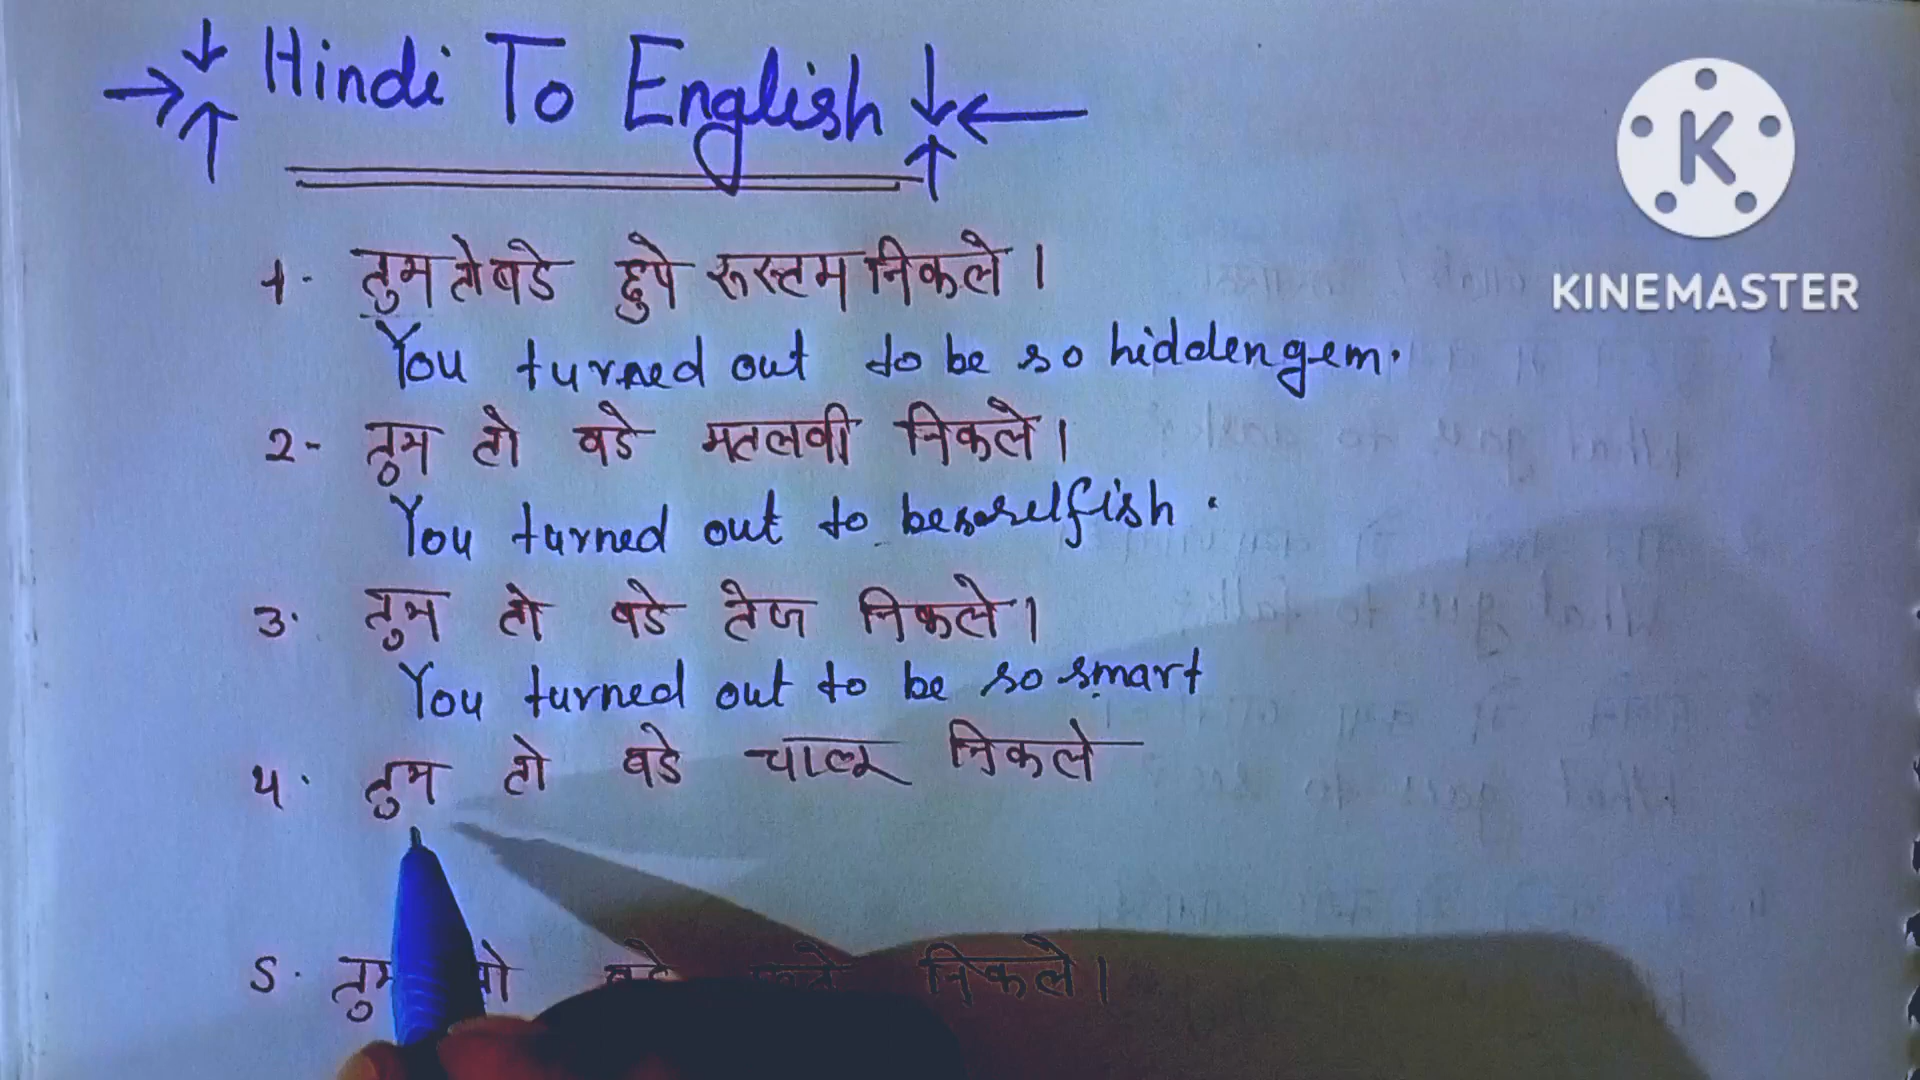 Hindi To English
1- तुम तो बडे छुपे रूस्तम निकले।
You turned out to be so hidden gem.
2- तुम तो बडे मतलबी निकले।
You turned out to be so selfish.
3. तुम तो बडे तेज निकले।
You turned out to be so smart
4. तुम तो बडे चालू निकले
5. तुम तो बडे निकले।
KINEMASTER